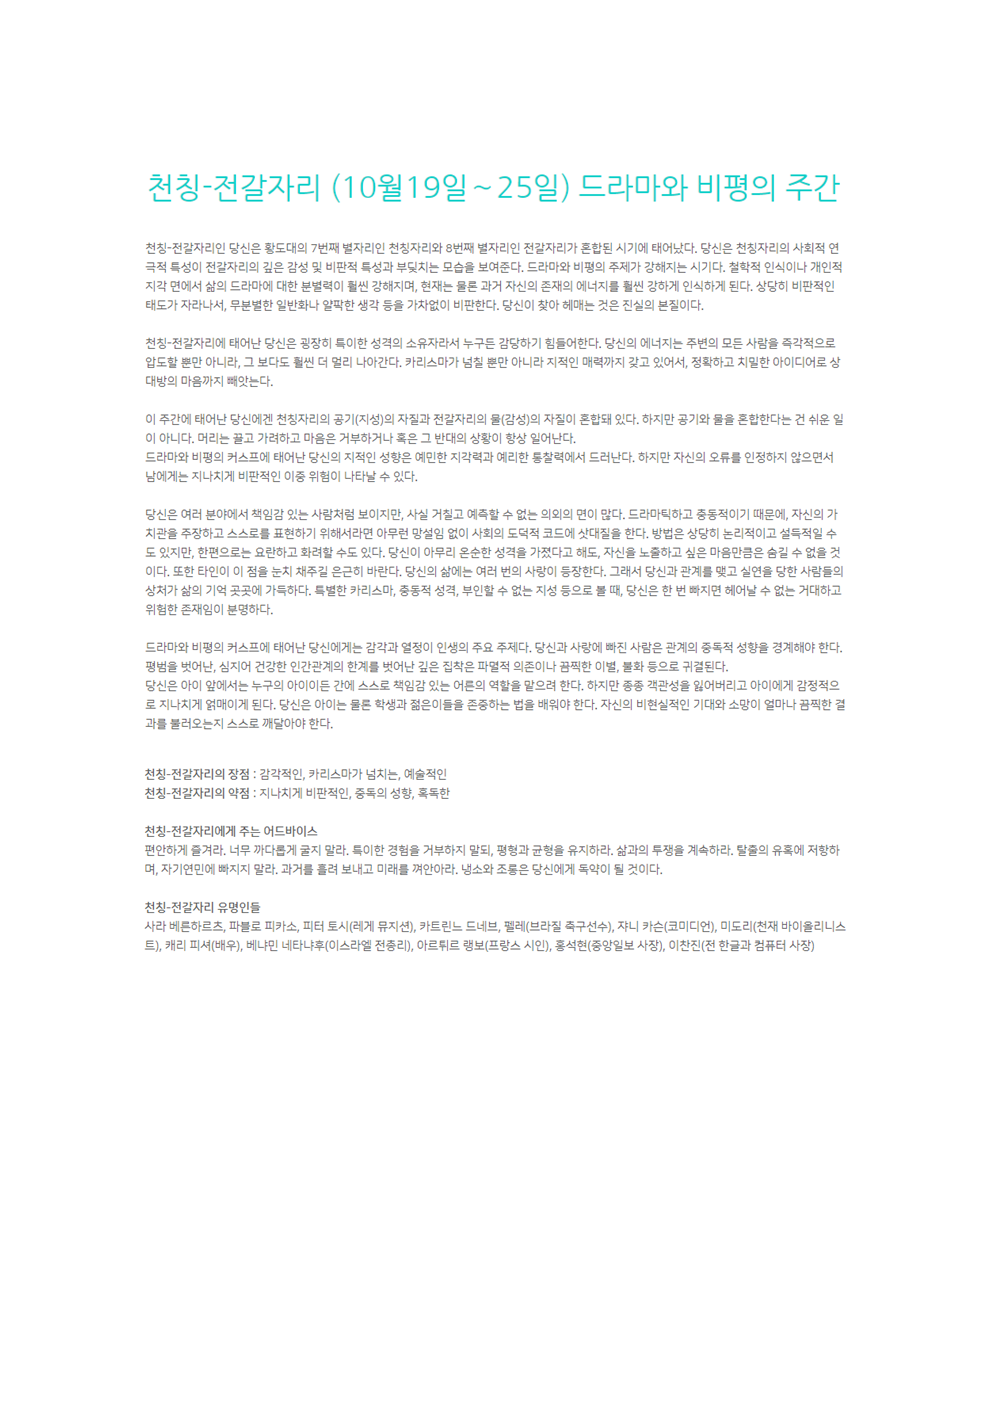 천칭-전갈자리 (10월19일~25일) 드라마와 비평의 주간
천칭-전갈자리인 당신은 황도대의 7번째 별자리인 천칭자리와 8번째 별자리인 전갈자리가 혼합된 시기에 태어났다. 당신은 천칭자리의 사회적 연
극적 특성이 전갈자리의 깊은 감성 및 비판적 특성과 부딪치는 모습을 보여준다. 드라마와 비평의 주제가 강해지는 시기다. 철학적 인식이나 개인적
지각 면에서 삶의 드라마에 대한 분별력이 훨씬 강해지며, 현재는 물론 과거 자신의 존재의 에너지를 훨씬 강하게 인식하게 된다. 상당히 비판적인
태도가 자라나서, 무분별한 일반화나 얄팍한 생각 등을 가차없이 비판한다. 당신이 찾아 헤매는 것은 진실의 본질이다.
천칭-전갈자리에 태어난 당신은 굉장히 특이한 성격의 소유자라서 누구든 감당하기 힘들어한다. 당신의 에너지는 주변의 모든 사람을 즉각적으로
압도할 뿐만 아니라, 그 보다도 훨씬 더 멀리 나아간다. 카리스마가 넘칠 뿐만 아니라 지적인 매력까지 갖고 있어서, 정확하고 치밀한 아이디어로 상
대방의 마음까지 빼앗는다.
이 주간에 태어난 당신에겐 천칭자리의 공기(지성)의 자질과 전갈자리의 물(감성)의 자질이 혼합돼 있다. 하지만 공기와 물을 혼합한다는 건 쉬운 일
이 아니다. 머리는 끌고 가려하고 마음은 거부하거나 혹은 그 반대의 상황이 항상 일어난다.
드라마와 비평의 커스프에 태어난 당신의 지적인 성향은 예민한 지각력과 예리한 통찰력에서 드러난다. 하지만 자신의 오류를 인정하지 않으면서
남에게는 지나치게 비판적인 이중 위험이 나타날 수 있다.
당신은 여러 분야에서 책임감 있는 사람처럼 보이지만, 사실 거칠고 예측할 수 없는 의외의 면이 많다. 드라마틱하고 충동적이기 때문에, 자신의 가
치관을 주장하고 스스로를 표현하기 위해서라면 아무런 망설임 없이 사회의 도덕적 코드에 삿대질을 한다. 방법은 상당히 논리적이고 설득적일 수
도 있지만, 한편으로는 요란하고 화려할 수도 있다. 당신이 아무리 온순한 성격을 가졌다고 해도, 자신을 노출하고 싶은 마음만큼은 숨길 수 없을 것
이다. 또한 타인이 이 점을 눈치 채주길 은근히 바란다. 당신의 삶에는 여러 번의 사랑이 등장한다. 그래서 당신과 관계를 맺고 실연을 당한 사람들의
상처가 삶의 기억 곳곳에 가득하다. 특별한 카리스마, 충동적 성격, 부인할 수 없는 지성 등으로 볼 때, 당신은 한 번 빠지면 헤어날 수 없는 거대하고
위험한 존재임이 분명하다.
드라마와 비평의 커스프에 태어난 당신에게는 감각과 열정이 인생의 주요 주제다. 당신과 사랑에 빠진 사람은 관계의 중독적 성향을 경계해야 한다.
평범을 벗어난, 심지어 건강한 인간관계의 한계를 벗어난 깊은 집착은 파멸적 의존이나 끔찍한 이별, 불화 등으로 귀결된다.
당신은 아이 앞에서는 누구의 아이이든 간에 스스로 책임감 있는 어른의 역할을 맡으려 한다. 하지만 종종 객관성을 잃어버리고 아이에게 감정적으
로 지나치게 얽매이게 된다. 당신은 아이는 물론 학생과 젊은이들을 존중하는 법을 배워야 한다. 자신의 비현실적인 기대와 소망이 얼마나 끔찍한 결
과를 불러오는지 스스로 깨달아야 한다.
천칭-전갈자리의 장점 : 감각적인, 카리스마가 넘치는, 예술적인
천칭-전갈자리의 약점 : 지나치게 비판적인, 중독의 성향, 혹독한
천칭-전갈자리에게 주는 어드바이스
편안하게 즐겨라. 너무 까다롭게 굴지 말라. 특이한 경험을 거부하지 말되, 평형과 균형을 유지하라. 삶과의 투쟁을 계속하라. 탈출의 유혹에 저항하
며, 자기연민에 빠지지 말라. 과거를 흘려 보내고 미래를 껴안아라. 냉소와 조롱은 당신에게 독약이 될 것이다.
천칭-전갈자리 유명인들
사라 베른하르츠, 파블로 피카소, 피터 토시(레게 뮤지션), 카트린느 드네브, 펠레(브라질 축구선수), 쟈니 카슨(코미디언), 미도리(천재 바이올리니스
트), 캐리 피셔(배우), 베냐민 네타냐후(이스라엘 전총리), 아르튀르 랭보(프랑스 시인), 홍석현(중앙일보 사장), 이찬진(전 한글과 컴퓨터 사장)